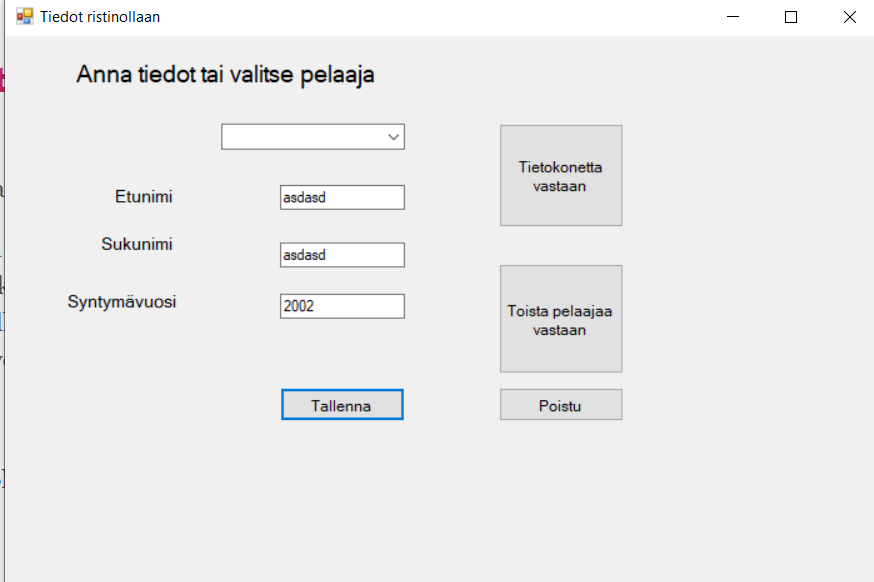 Tiedot ristinollaan
Anna tiedot tai valitse pelaaja
Etunimi
asdasd
Sukunimi
asdasd
Syntymävuosi
2002
Tallenna
Tietokonetta
vastaan
Toista pelaajaa
vastaan
Poistu